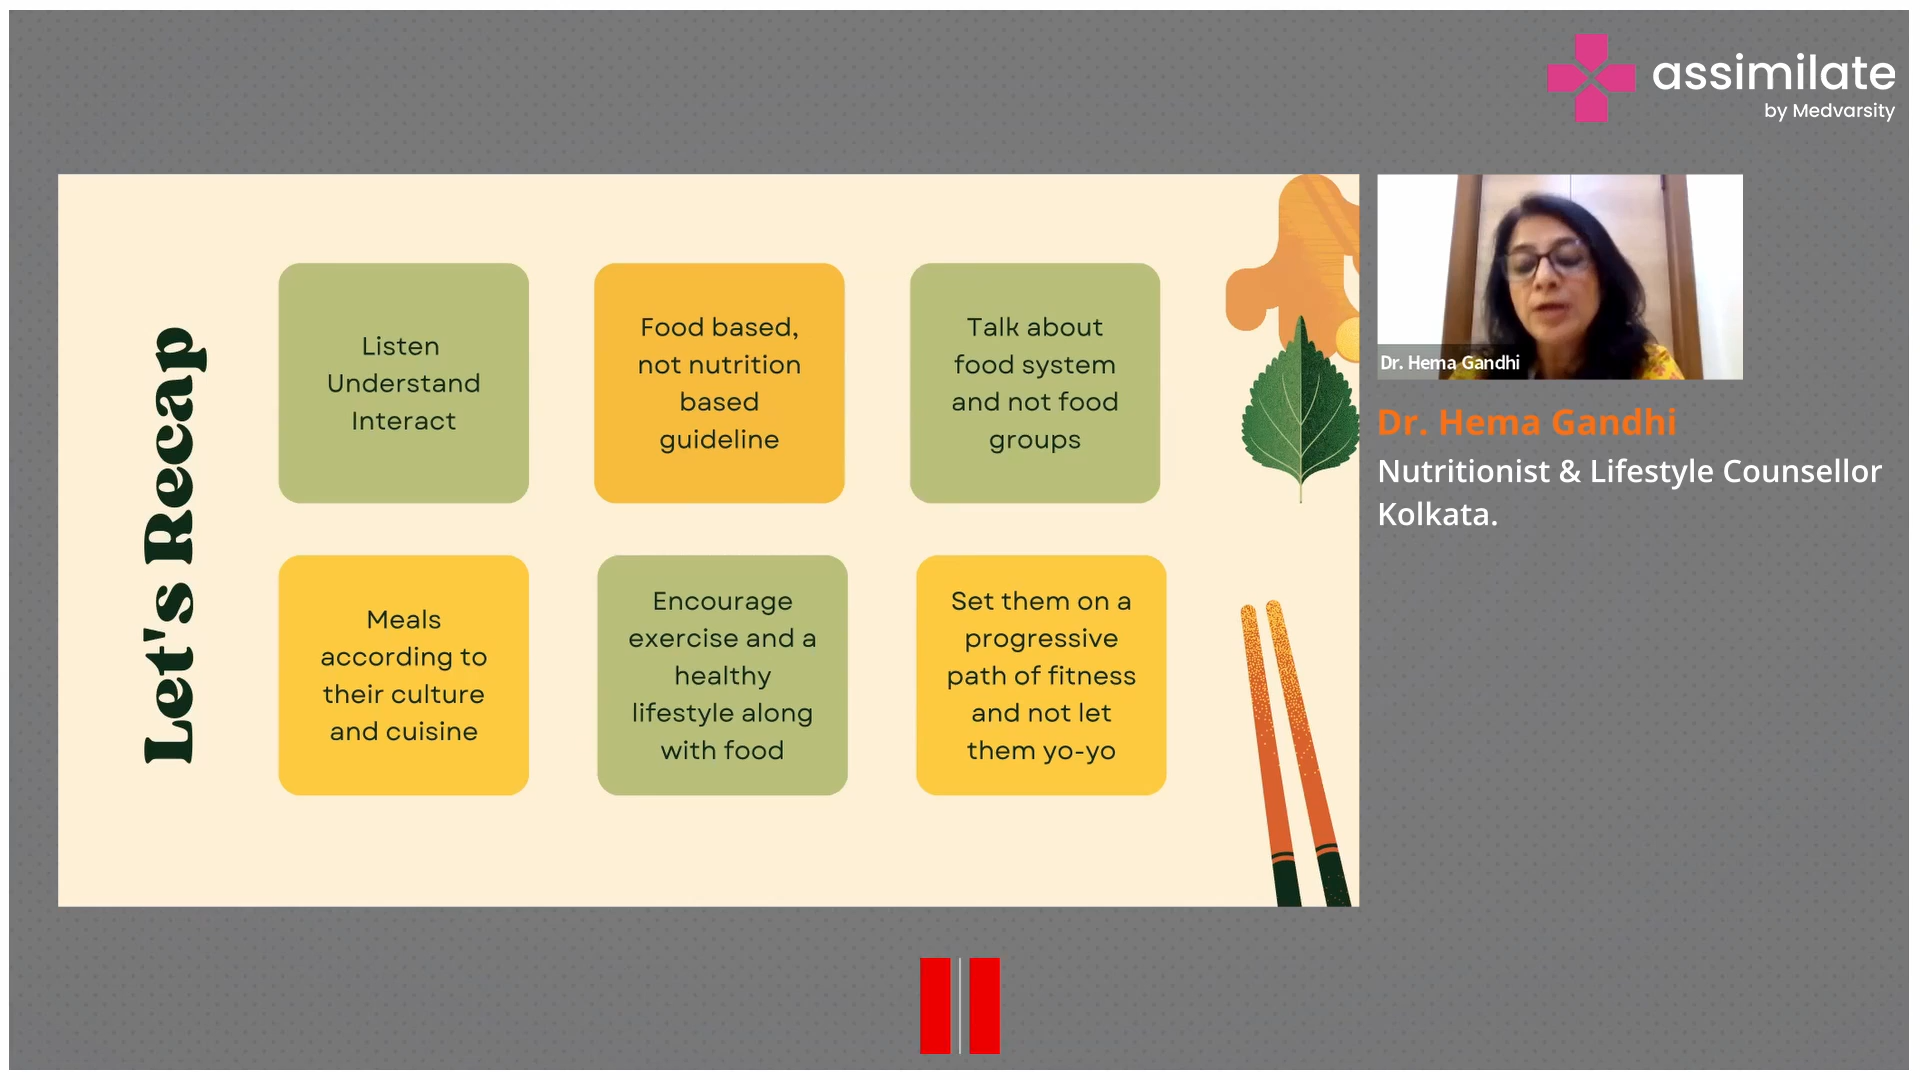 assimilate
by Medvarsity
Let's Recap
Listen
Understand
Interact
Food based,
not nutrition
based
guideline
Talk about
food system
and not food
groups
Meals
according to
their culture
and cuisine
Encourage
exercise and a
healthy
lifestyle along
with food
Set them on a
progressive
path of fitness
and not let
them yo-yo
Dr. Hema Gandhi
Dr. Hema Gandhi
Nutritionist & Lifestyle Counsellor
Kolkata.